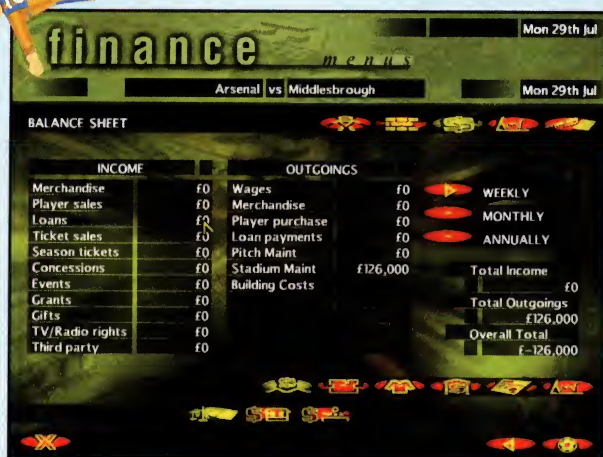 Mon 29th Jul
finance
menus
Arsenal vs Middlesbrough Mon 29th Jul
BALANCE SHEET
INCOME OUTGOINGS
Merchandise £0 Wages £0 WEEKLY
Player sales £0 Merchandise £0
Loans £0 Player purchase £0 MONTHLY
Ticket sales £0 Loan payments £0
Season tickets £0 Pitch Maint £0 ANNUALLY
Concessions £0 Stadium Maint £126,000 Total Income
Events £0 Building Costs £0
Grants £0 Total Outgoings
Gifts £0 £126,000
TV/Radio rights £0 Overall Total
Third party £0 £-126,000